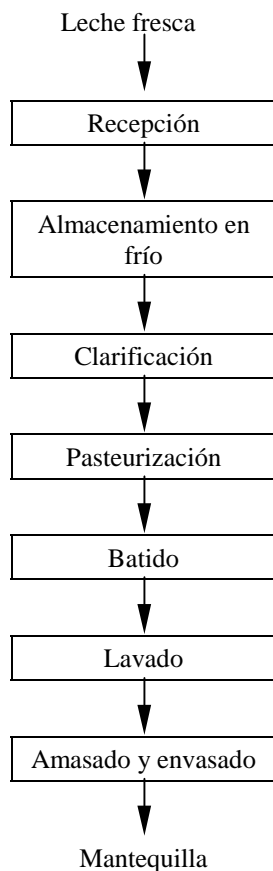 Leche fresca
Recepción
Almacenamiento en
frío
Clarificación
Pasteurización
Batido
Lavado
Amasado y envasado
Mantequilla